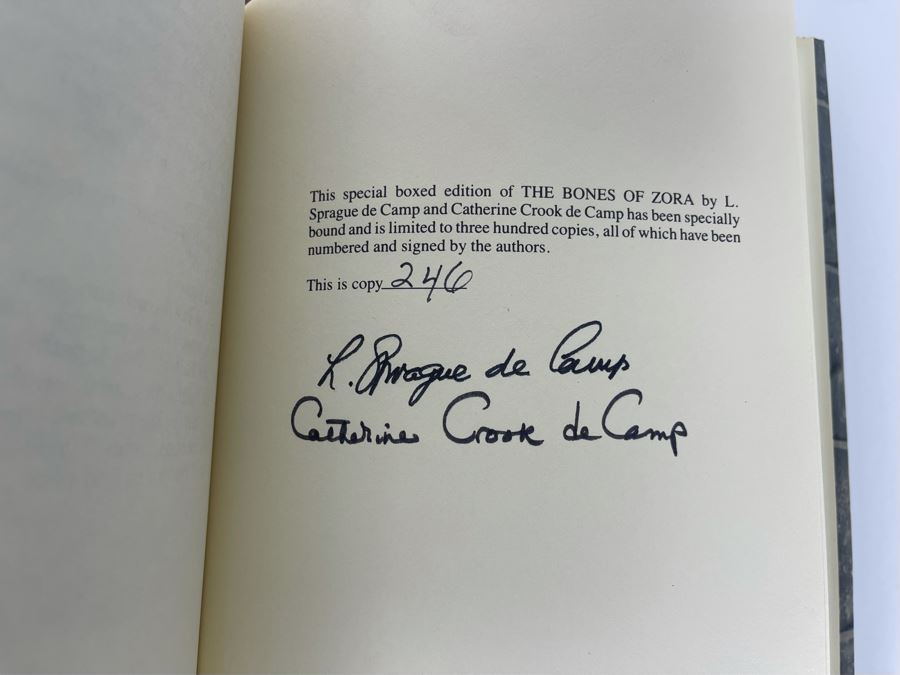 This special boxed edition of THE BONES OF ZORA by L.
Sprague de Camp and Catherine Crook de Camp has been specially
bound and is limited to three hundred copies, all of which have been
numbered and signed by the authors.
This is copy 246
L. Sprague de Camp
Catherine Crook de Camp